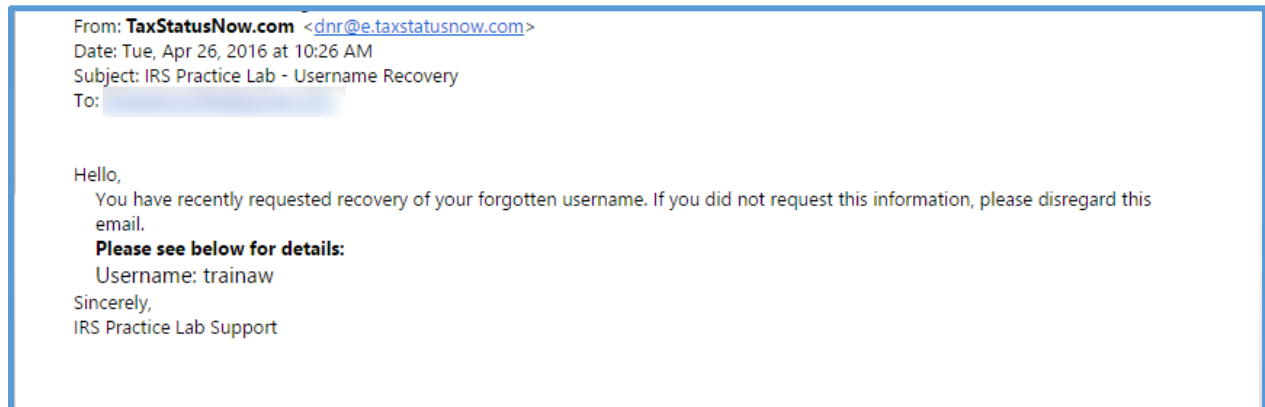 From: TaxStatusNow.com <dnr@e.taxstatusnow.com>
Date: Tue, Apr 26, 2016 at 10:26 AM
Subject: IRS Practice Lab - Username Recovery
To:
Hello,
You have recently requested recovery of your forgotten username. If you did not request this information, please disregard this
email.
Please see below for details:
Username: trainaw
Sincerely,
IRS Practice Lab Support